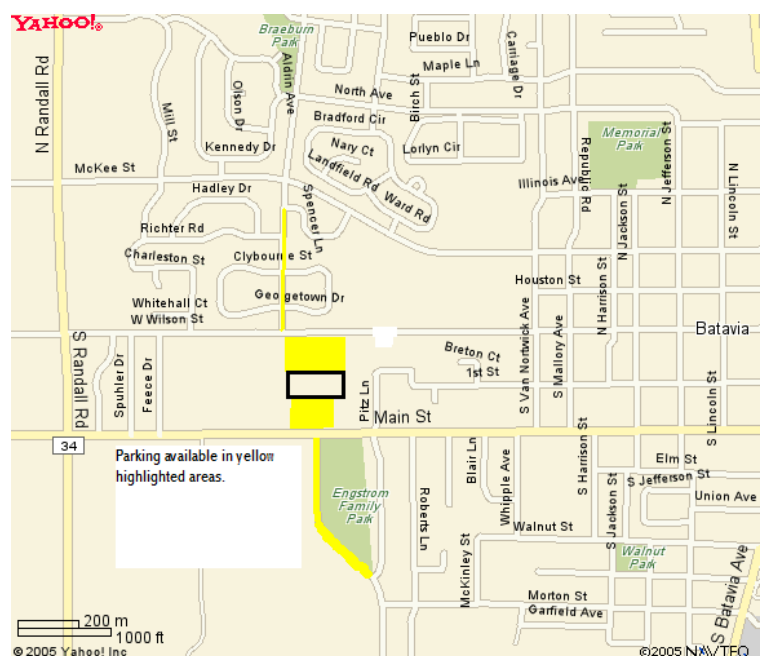 YAHOO!®
Braeburn
Park
Pueblo Dr
Maple Ln
Carriage Dr
N Randall Rd
Mill St
Olson Dr
Aldrin Ave
North Ave
Birch St
Bradford Cir
Kennedy Dr
Nary Ct
Lorlyn Cir
Landfield Rd
Ward Rd
Memorial
Park
Republic Rd
N Jefferson St
N Lincoln St
McKee St
Hadley Dr
Spencer Ln
Illinois Ave
N Jackson St
Richter Rd
Charleston St
Clybourne St
Houston St
Whitehall Ct
Georgetown Dr
W Wilson St
S Van Nortwick Ave
S Mallory Ave
N Harrison St
Batavia
S Randall Rd
Spuhler Dr
Feece Dr
Breton Ct
1st St
Pitz Ln
Main St
S Lincoln St
34
Parking available in yellow
highlighted areas.
Engstrom
Family
Park
Roberts Ln
Blair Ln
Whipple Ave
S Harrison St
Elm St
S Jefferson St
Union Ave
S Jackson St
Walnut St
McKinley St
Walnut
Park
Morton St
Garfield Ave
S Batavia Ave
200 m
1000 ft
©2005 Yahoo! Inc
©2005 NAVTEQ